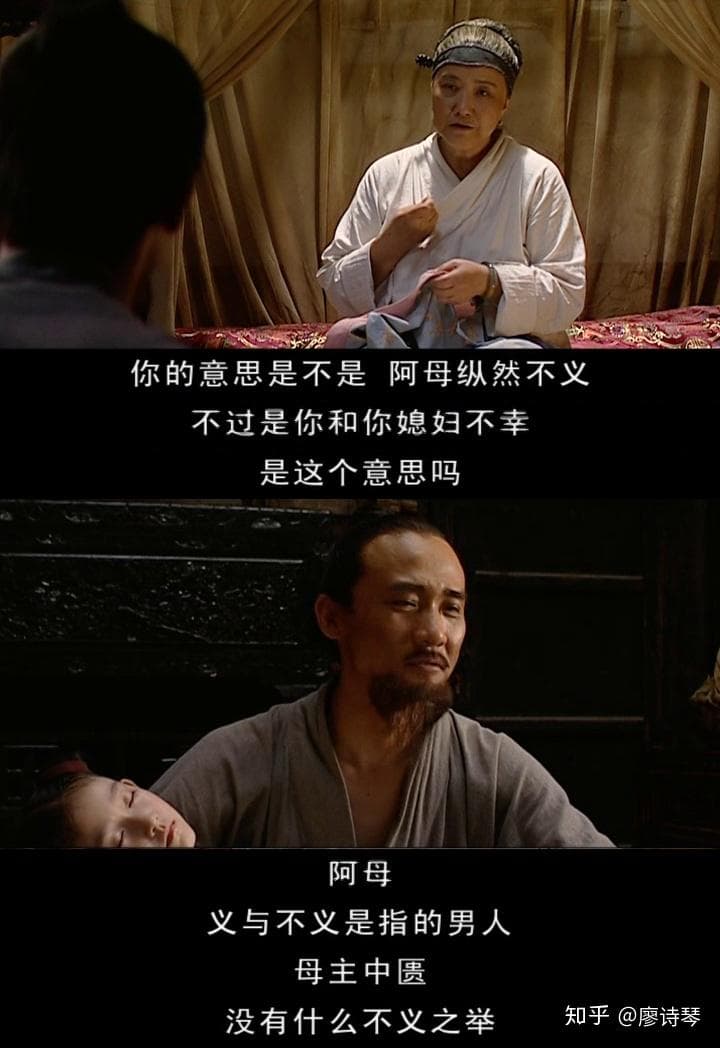 你的意思是不是 阿母纵然不义
不过是你和你媳妇不幸
是这个意思吗
阿母
义与不义是指的男人
母主中匮
没有什么不义之举
知乎 @廖诗琴